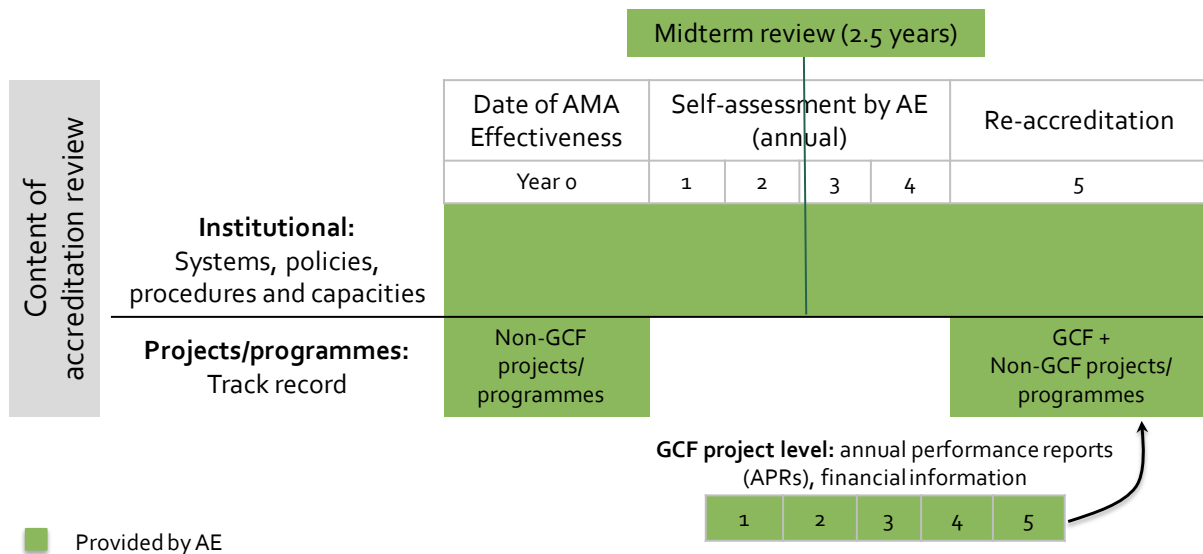 Midterm review (2.5 years)
Content of
accreditation review
Date of AMA
Effectiveness
Self-assessment by AE
(annual)
Re-accreditation
Year 0
1
2
3
4
5
Institutional:
Systems, policies,
procedures and capacities
Projects/programmes:
Track record
Non-GCF
projects/
programmes
GCF +
Non-GCF projects/
programmes
GCF project level: annual performance reports
(APRs), financial information
1
2
3
4
5
Provided by AE